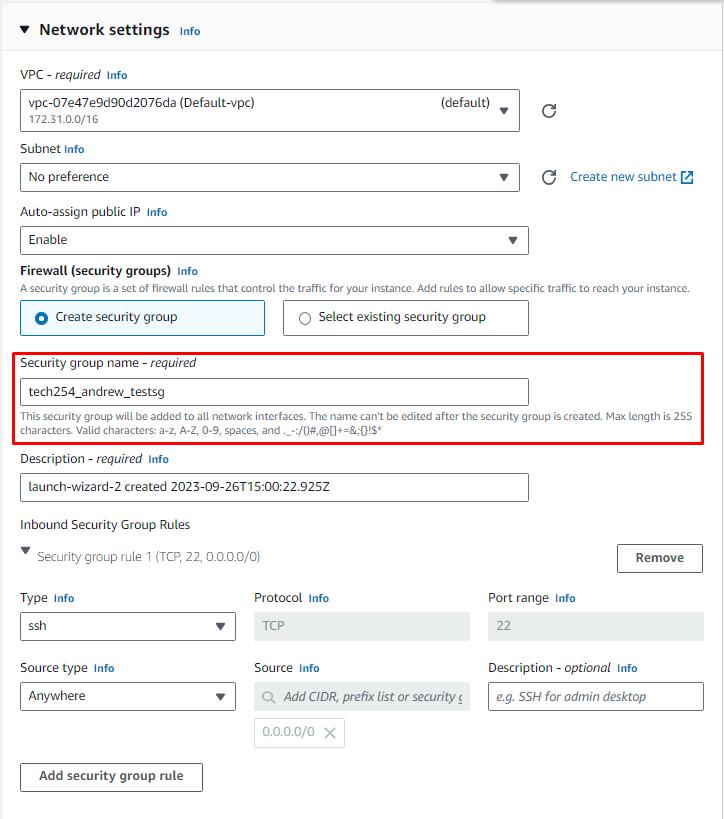 Network settings Info
VPC - required Info
vpc-07e47e9d90d2076da (Default-vpc) (default)
172.31.0.0/16
Subnet Info
No preference
Create new subnet
Auto-assign public IP Info
Enable
Firewall (security groups) Info
A security group is a set of firewall rules that control the traffic for your instance. Add rules to allow specific traffic to reach your instance.
Create security group
Select existing security group
Security group name - required
tech254_andrew_testsg
This security group will be added to all network interfaces. The name can't be edited after the security group is created. Max length is 255
characters. Valid characters: a-z, A-Z, 0-9, spaces, and ._-:/()#,@[]+=&;{}!$*
Description - required Info
launch-wizard-2 created 2023-09-26T15:00:22.925Z
Inbound Security Group Rules
Security group rule 1 (TCP, 22, 0.0.0.0/0)
Remove
Type Info
Protocol Info
Port range Info
ssh
TCP
22
Source type Info
Source Info
Description - optional Info
Anywhere
Add CIDR, prefix list or security g
e.g. SSH for admin desktop
0.0.0.0/0
Add security group rule